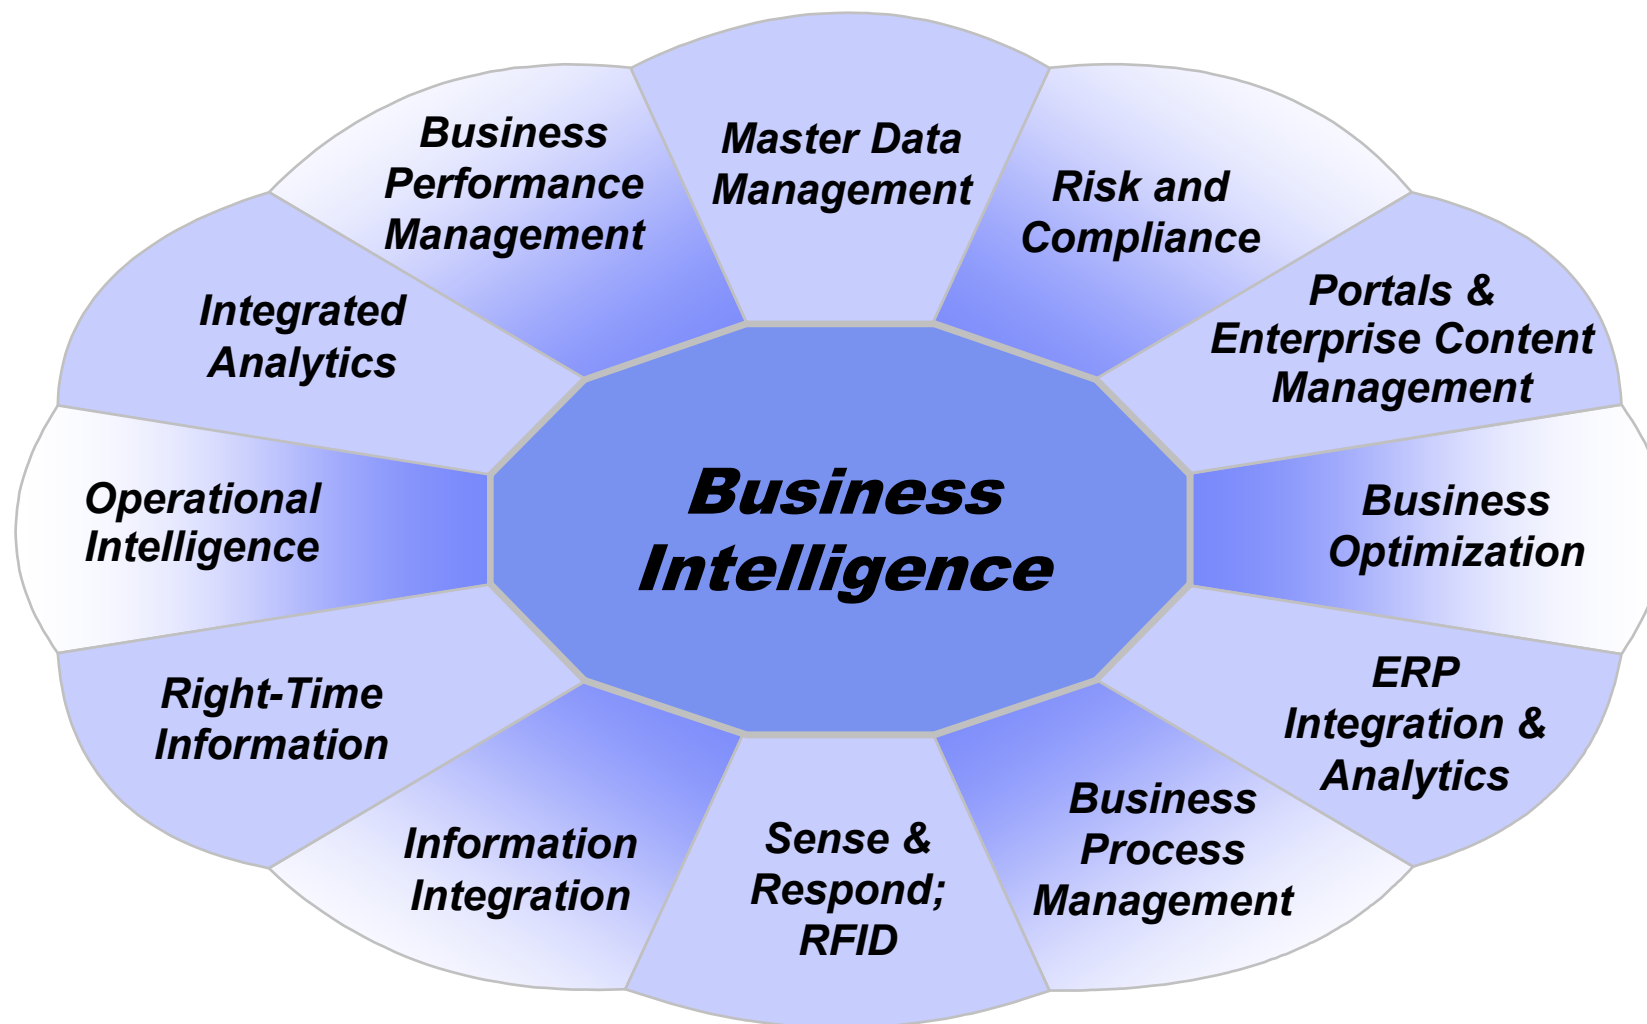 Master Data
Management
Risk and
Compliance
Portals &
Enterprise Content
Management
Business
Optimization
ERP
Integration &
Analytics
Business
Process
Management
Sense &
Respond;
RFID
Information
Integration
Right-Time
Information
Operational
Intelligence
Integrated
Analytics
Business
Performance
Management
Business
Intelligence